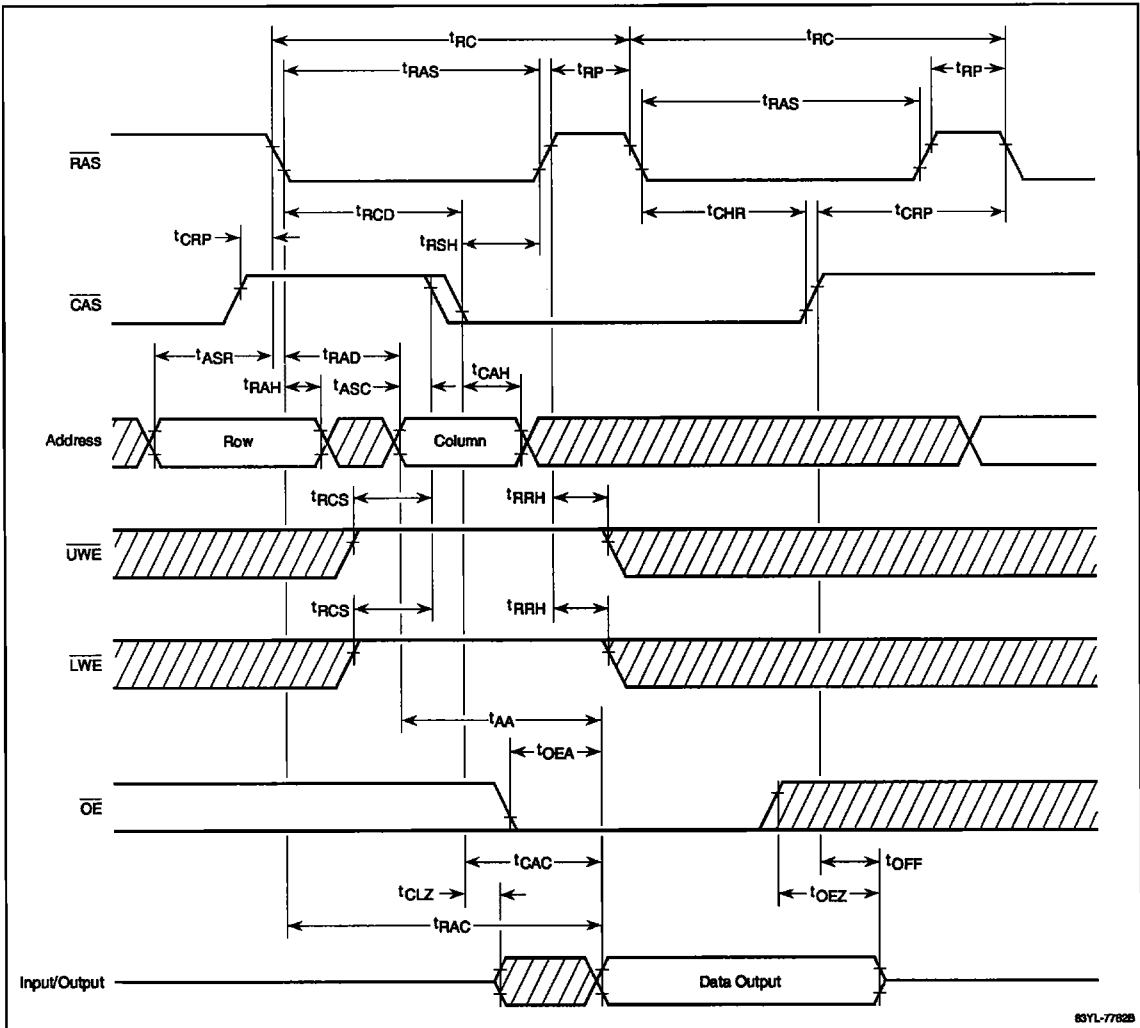 tRC tRC
tRAS tRP tRP
tRAS
RAS
tRCD tCHR tCRP
tCRP tRSH
CAS
tASR tRAD tCAH
tRAH tASC
Address Row Column
tRCS tRRH
UWE
tRCS tRRH
LWE
tAA
tOEA
OE
tCAC tOFF
tCLZ tOEZ
tRAC
Input/Output Data Output
83YL-7782B